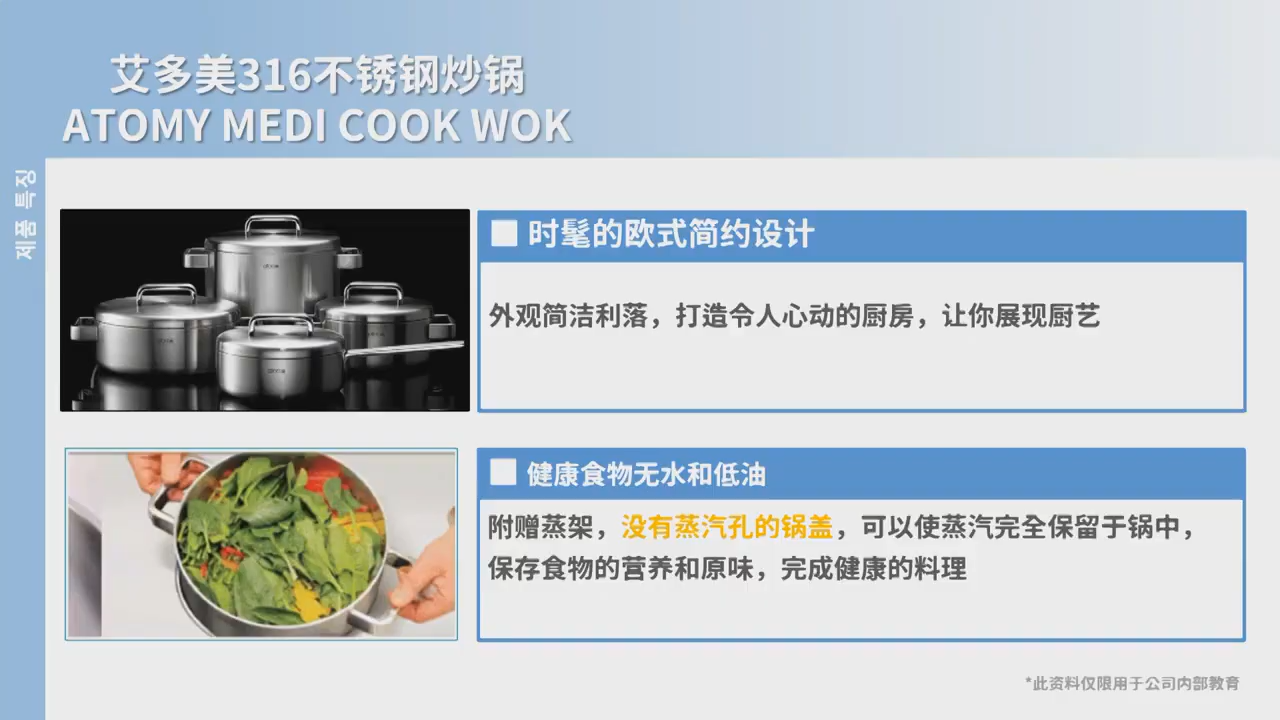 艾多美316不锈钢炒锅
ATOMY MEDI COOK WOK
제품 특징
时髦的欧式简约设计
外观简洁利落，打造令人心动的厨房，让你展现厨艺
健康食物无水和低油
附赠蒸架，没有蒸汽孔的锅盖，可以使蒸汽完全保留于锅中，
保存食物的营养和原味，完成健康的料理
*此资料仅限用于公司内部教育